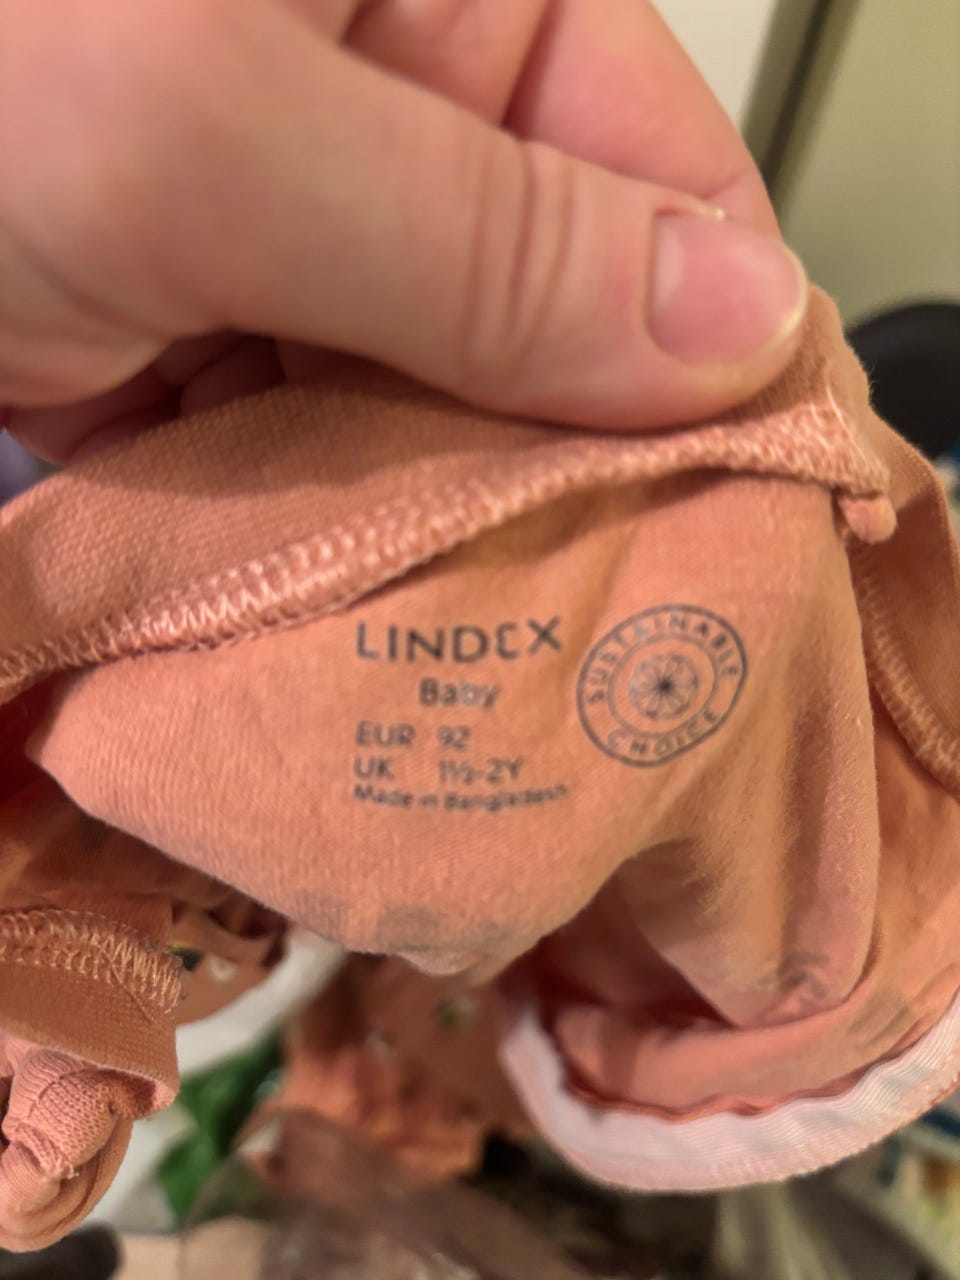 LINDEX
Baby
EUR 92
UK 1½-2Y
Made in Bangladesh
SUSTAINABLE
CHOICE